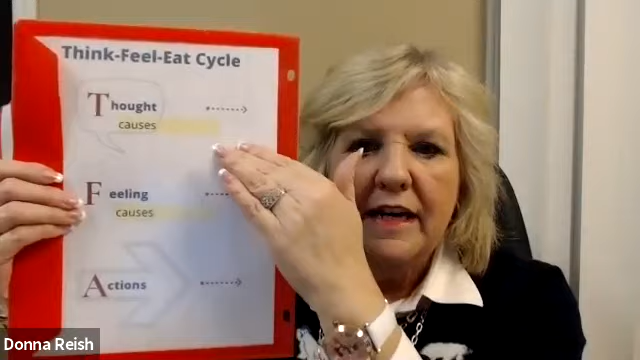 Think-Feel-Eat Cycle
Thought
causes
Feeling
causes
Actions
Donna Reish